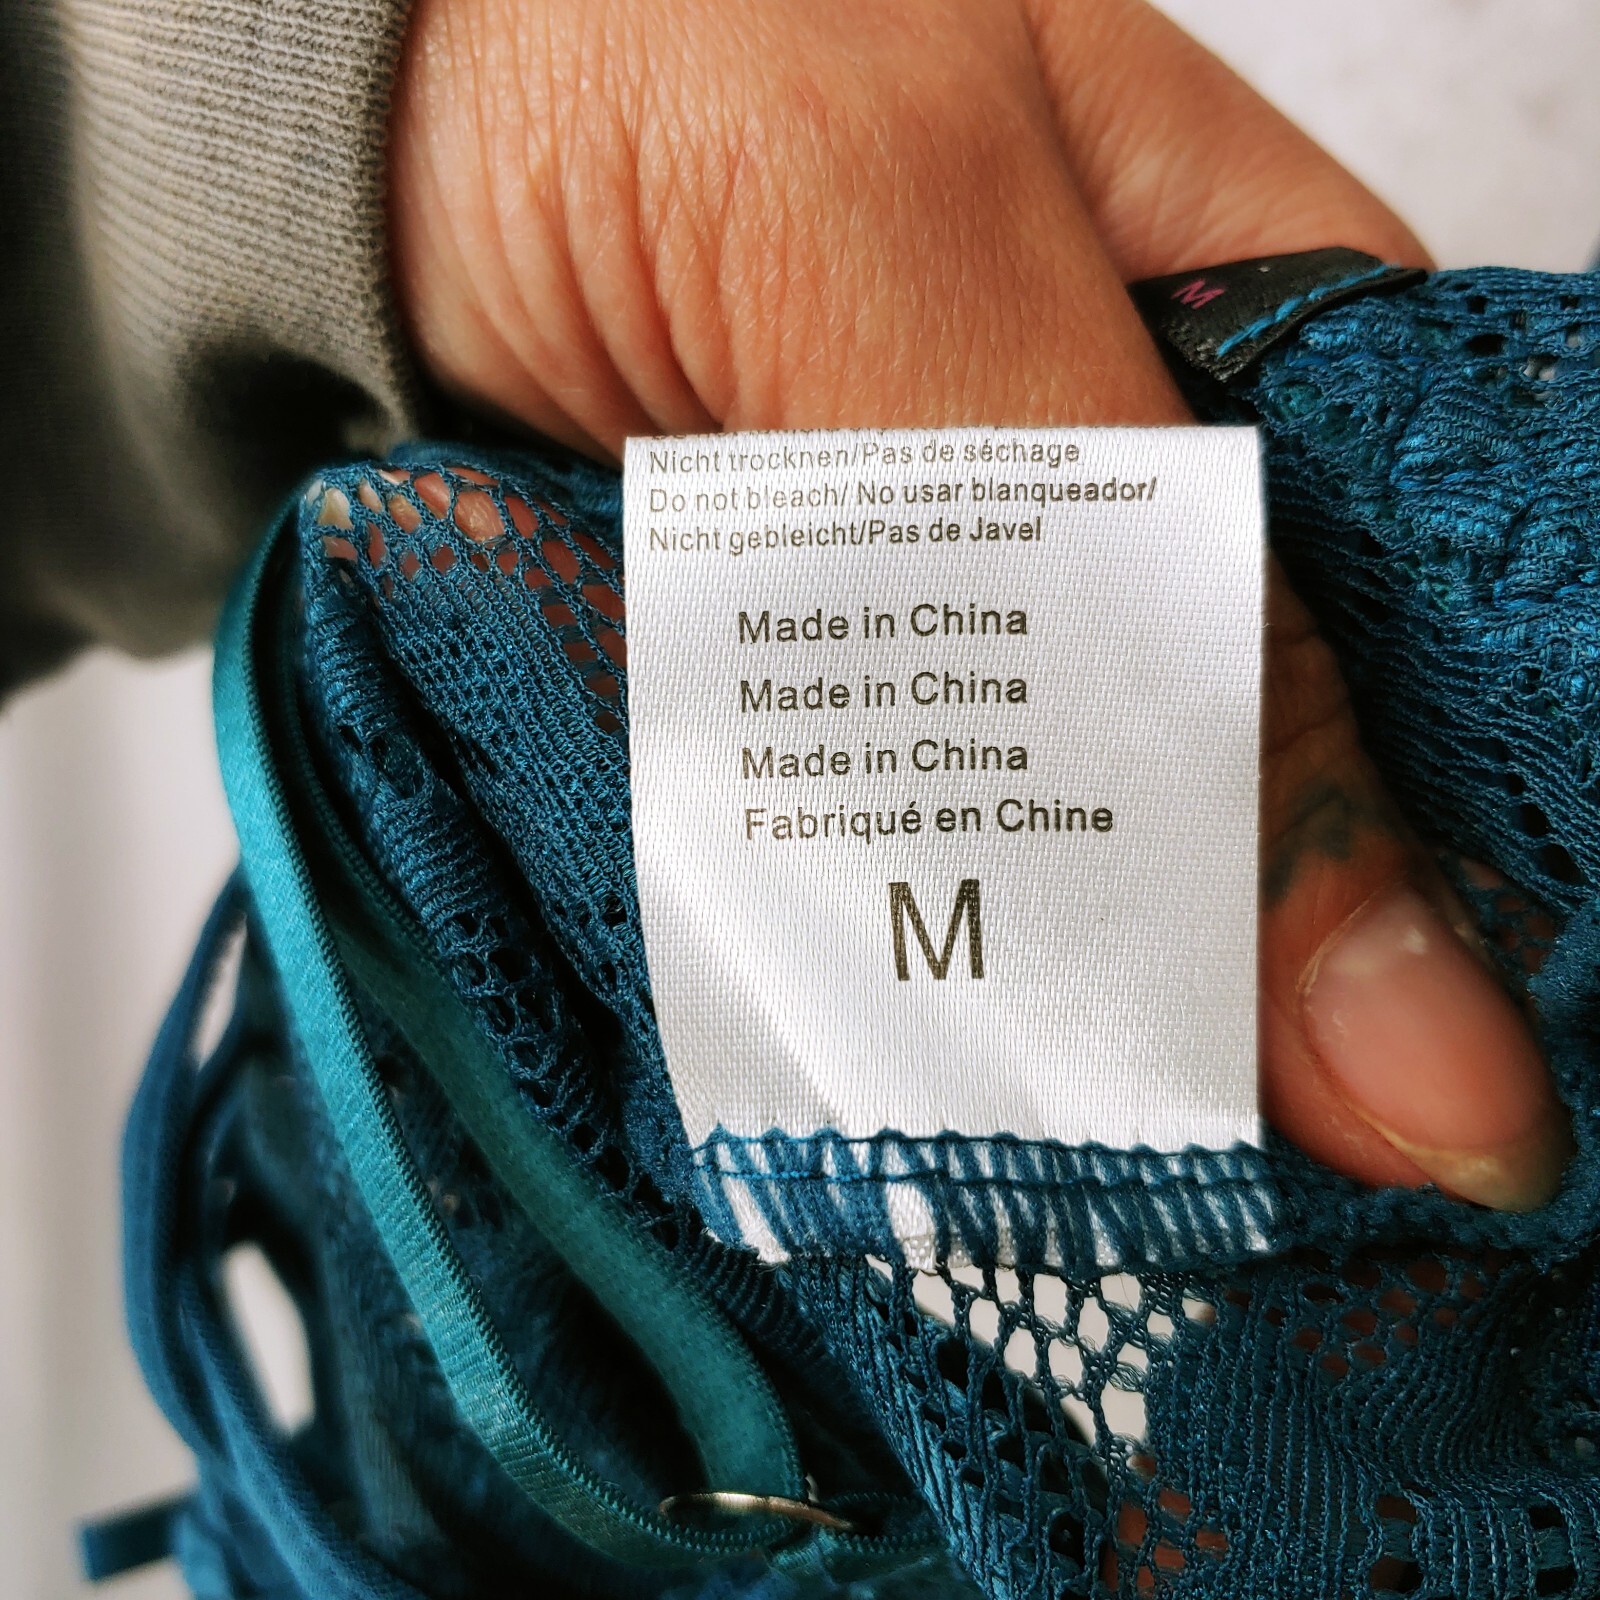 M
Nicht trocknen/Pas de séchage
Do not bleach/ No usar blanqueador/
Nicht gebleicht/Pas de Javel
Made in China
Made in China
Made in China
Fabriqué en Chine
M